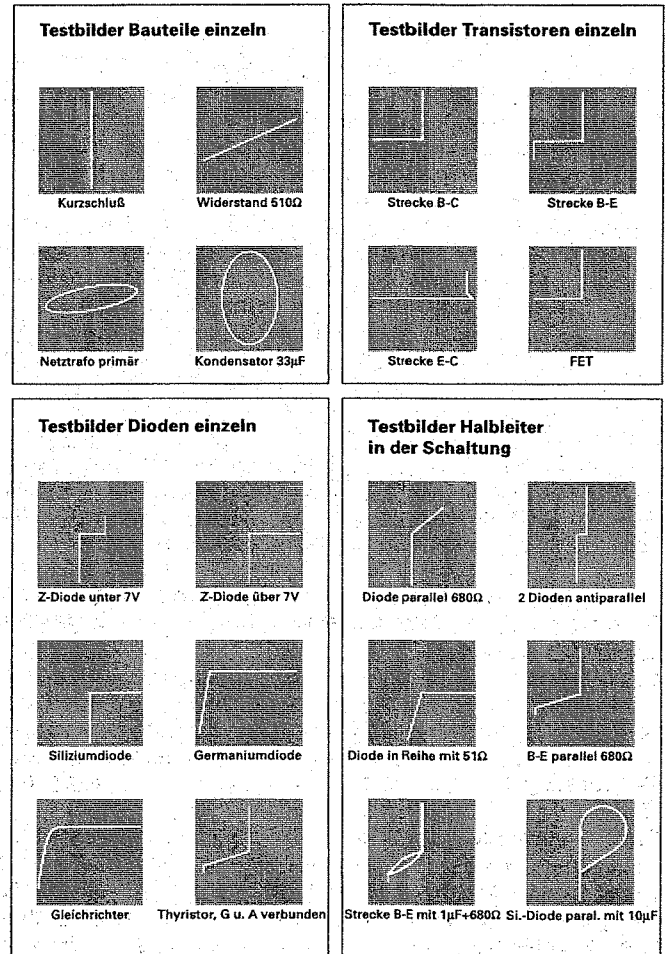 Testbilder Bauteile einzeln
Kurzschluß
Widerstand 510Ω
Netztrafo primär
Kondensator 33µF
Testbilder Transistoren einzeln
Strecke B-C
Strecke B-E
Strecke E-C
FET
Testbilder Dioden einzeln
Z-Diode unter 7V
Z-Diode über 7V
Siliziumdiode
Germaniumdiode
Gleichrichter
Thyristor, G u. A verbunden
Testbilder Halbleiter
in der Schaltung
Diode parallel 680Ω
2 Dioden antiparallel
Diode in Reihe mit 51Ω
B-E parallel 680Ω
Strecke B-E mit 1µF+680Ω
Si.-Diode paral. mit 10µF